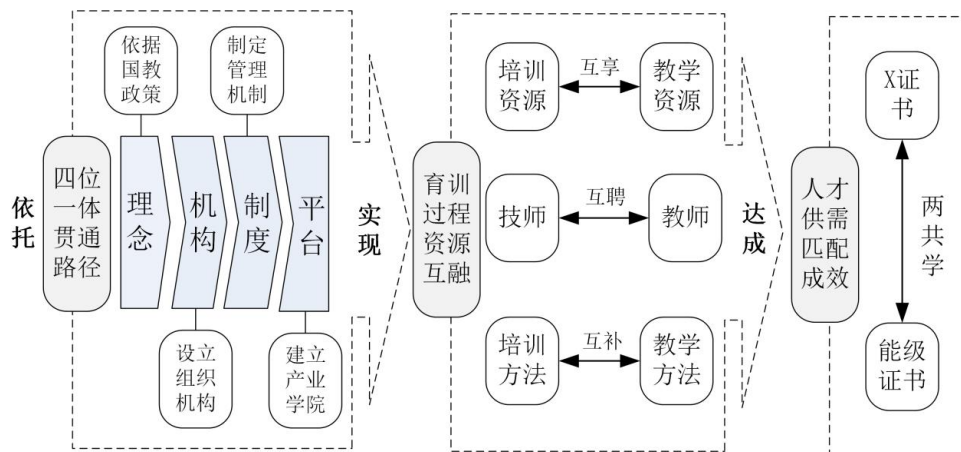 依托
四位
一体
贯通
路径
依据
国教
政策
制定
管理
机制
理念
机构
制度
平台
设立
组织
机构
建立
产业
学院
实现
育训
过程
资源
互融
培训
资源
互享
教学
资源
技师
互聘
教师
培训
方法
互补
教学
方法
达成
人才
供需
匹配
成效
X证
书
两共学
能级
证书